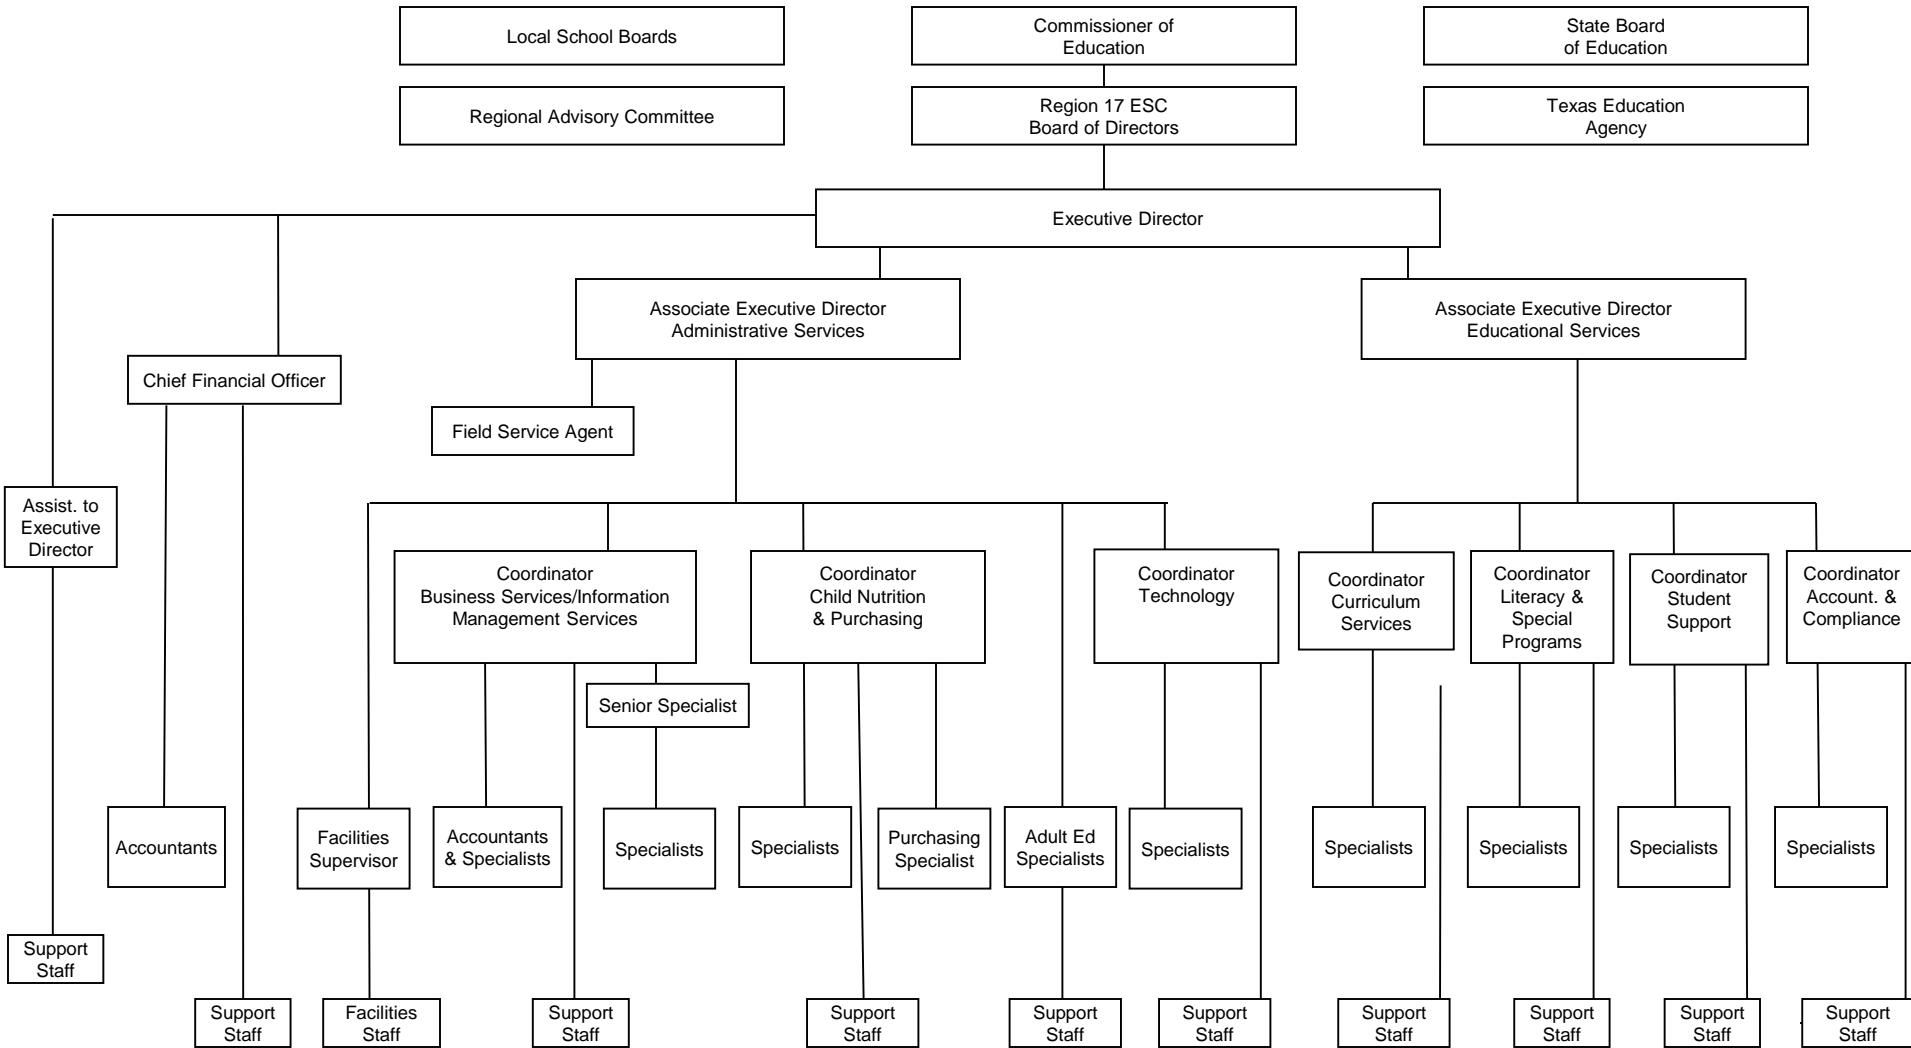 Local School Boards
Commissioner of
Education
State Board
of Education
Regional Advisory Committee
Region 17 ESC
Board of Directors
Texas Education
Agency
Executive Director
Associate Executive Director
Administrative Services
Associate Executive Director
Educational Services
Chief Financial Officer
Field Service Agent
Assist. to
Executive
Director
Coordinator
Business Services/Information
Management Services
Coordinator
Child Nutrition
& Purchasing
Coordinator
Technology
Coordinator
Curriculum
Services
Coordinator
Literacy &
Special
Programs
Coordinator
Student
Support
Coordinator
Account. &
Compliance
Senior Specialist
Accountants
Facilities
Supervisor
Accountants
& Specialists
Specialists
Specialists
Purchasing
Specialist
Adult Ed
Specialists
Specialists
Specialists
Specialists
Specialists
Specialists
Support
Staff
Support
Staff
Facilities
Staff
Support
Staff
Support
Staff
Support
Staff
Support
Staff
Support
Staff
Support
Staff
Support
Staff
Support
Staff